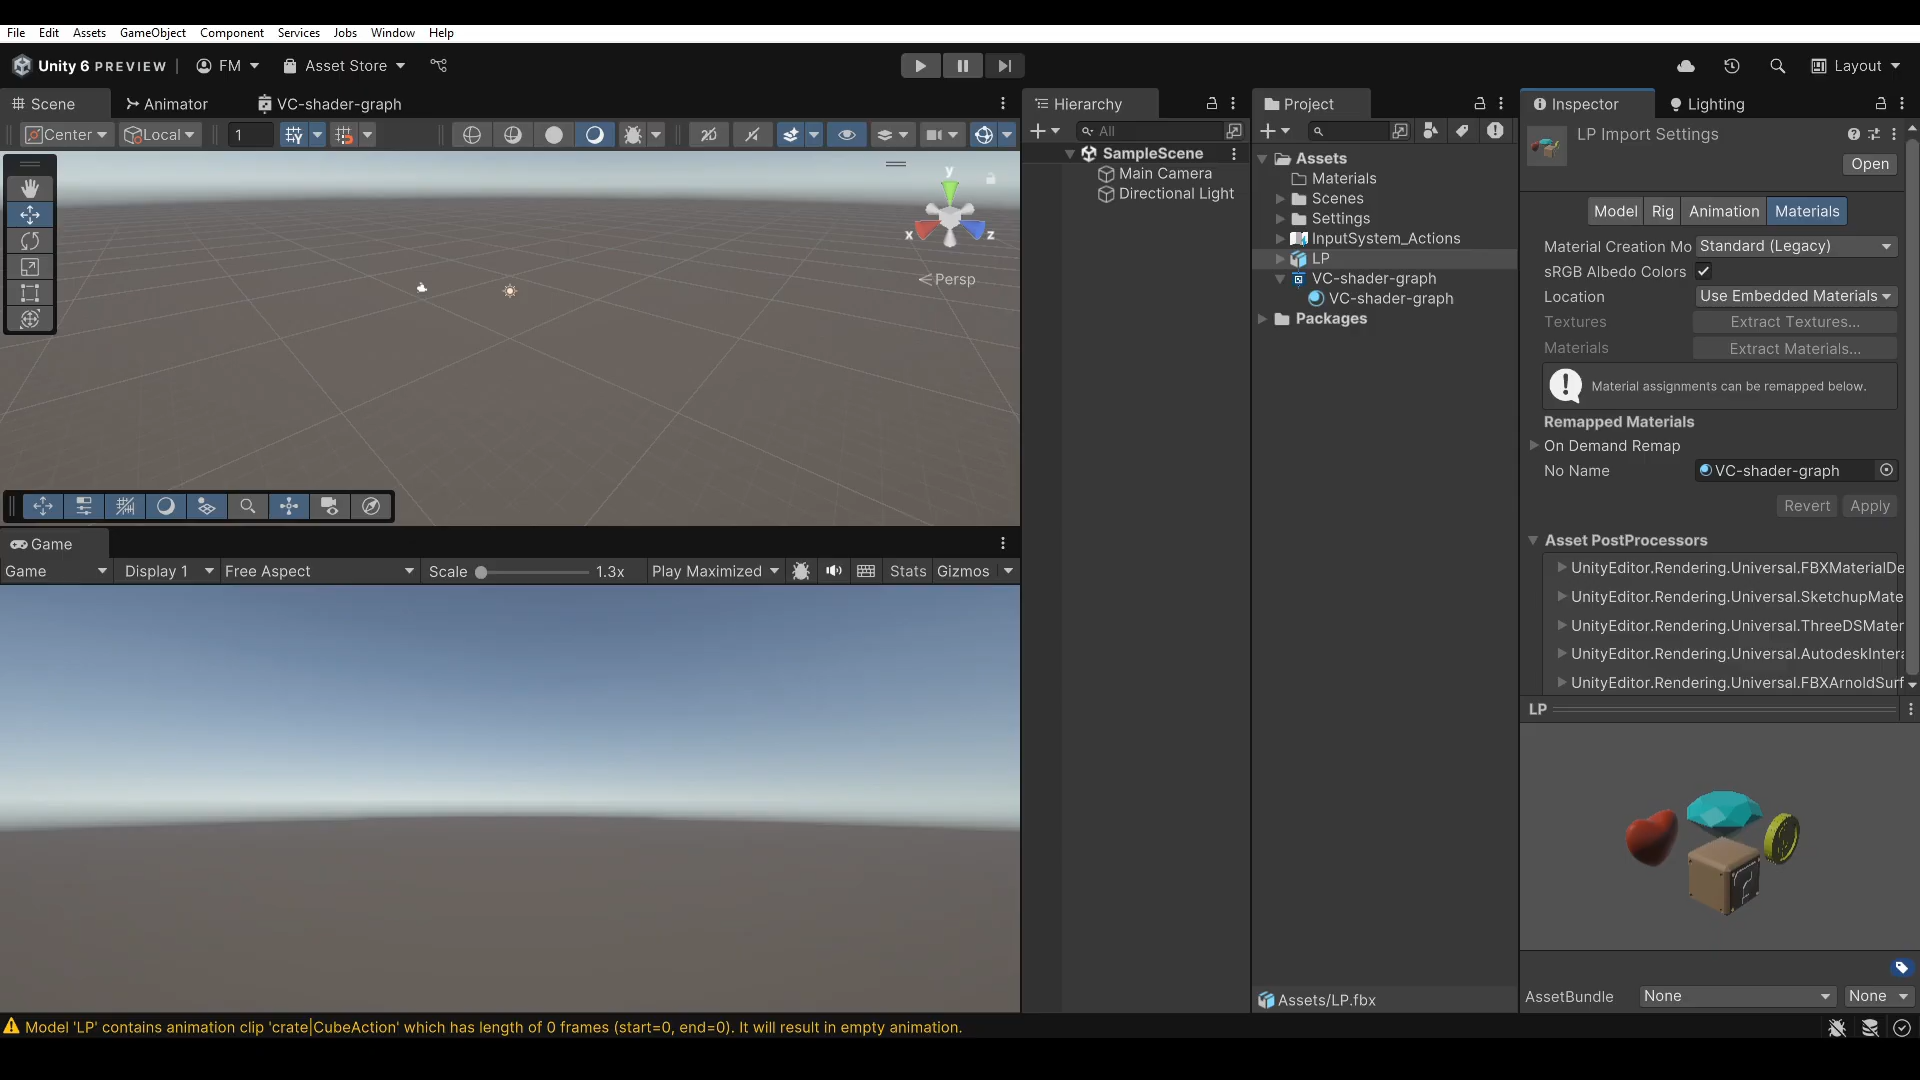 File Edit Assets GameObject Component Services Jobs Window Help
Unity 6 PREVIEW FM Asset Store Layout
Scene Animator VC-shader-graph
Center Local 1 2D
y
x z
Persp
Game
Game Display 1 Free Aspect Scale 1.3x Play Maximized Stats Gizmos
Hierarchy
All
SampleScene
Main Camera
Directional Light
Project
Assets
Materials
Scenes
Settings
InputSystem_Actions
LP
VC-shader-graph
VC-shader-graph
Packages
Assets/LP.fbx
Inspector Lighting
LP Import Settings
Open
Model Rig Animation Materials
Material Creation Mo Standard (Legacy)
sRGB Albedo Colors
Location Use Embedded Materials
Textures Extract Textures...
Materials Extract Materials...
Material assignments can be remapped below.
Remapped Materials
On Demand Remap
No Name VC-shader-graph
Revert Apply
Asset PostProcessors
UnityEditor.Rendering.Universal.FBXMaterialDe
UnityEditor.Rendering.Universal.SketchupMate
UnityEditor.Rendering.Universal.ThreeDSMater
UnityEditor.Rendering.Universal.AutodeskIntera
UnityEditor.Rendering.Universal.FBXArnoldSurf
LP
AssetBundle None None
Model 'LP' contains animation clip 'crate|CubeAction' which has length of 0 frames (start=0, end=0). It will result in empty animation.